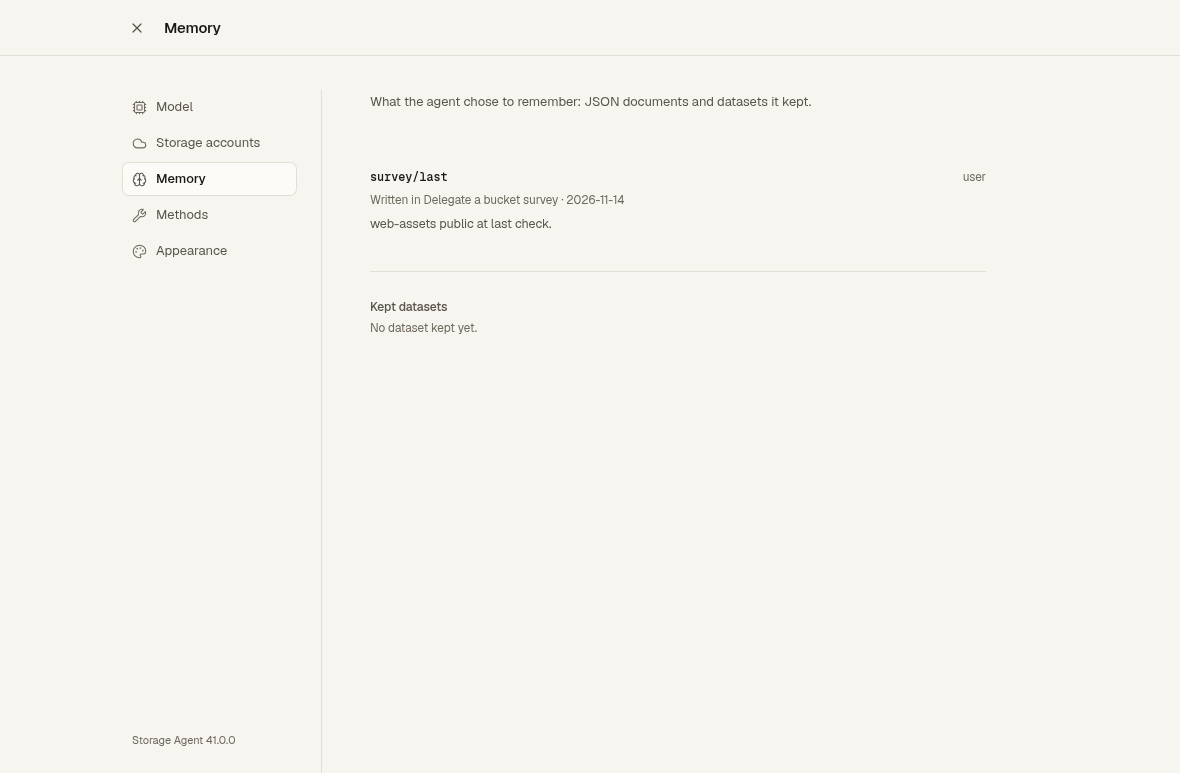 Memory
Model
Storage accounts
Memory
Methods
Appearance
Storage Agent 41.0.0
What the agent chose to remember: JSON documents and datasets it kept.
survey/last user
Written in Delegate a bucket survey · 2026-11-14
web-assets public at last check.
Kept datasets
No dataset kept yet.